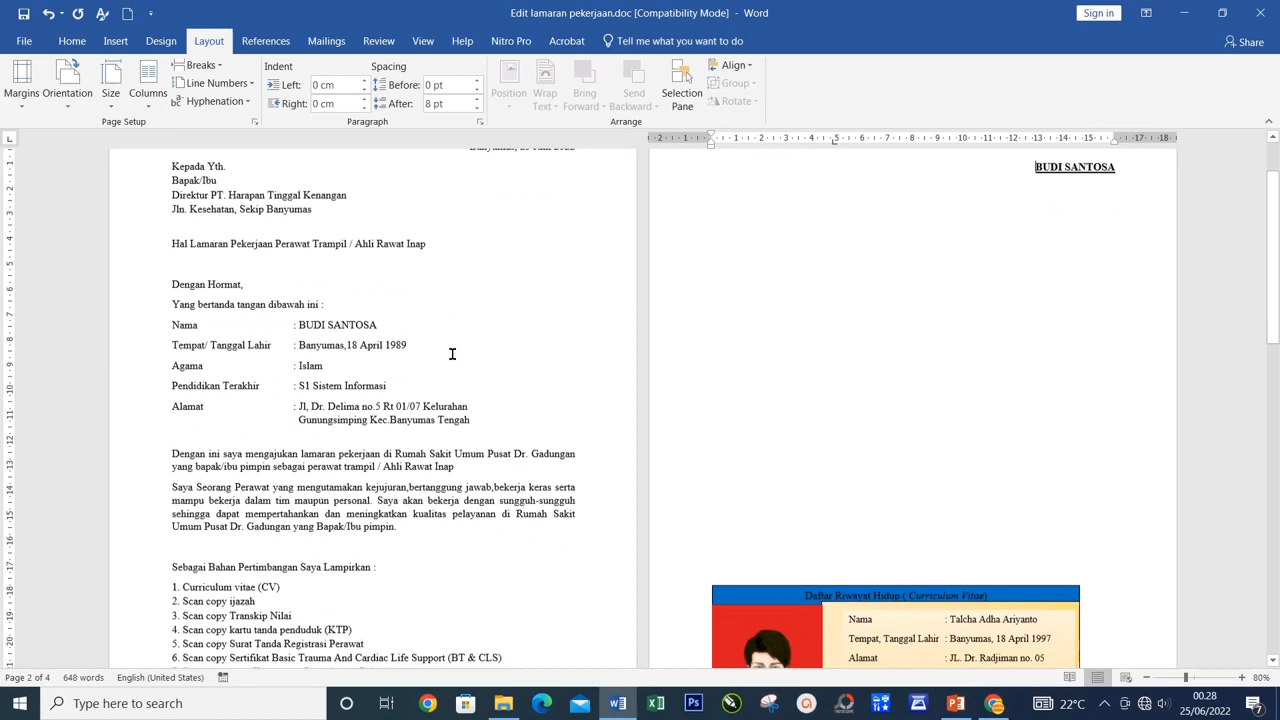 Edit lamaran pekerjaan.doc [Compatibility Mode] - Word
Sign in
File Home Insert Design Layout References Mailings Review View Help Nitro Pro Acrobat Tell me what you want to do Share
Margins
Orientation
Size
Columns
Breaks
Line Numbers
Hyphenation
Page Setup
Indent
Left: 0 cm
Right: 0 cm
Spacing
Before: 0 pt
After: 8 pt
Paragraph
Position
Wrap Text
Bring Forward
Send Backward
Selection Pane
Align
Group
Rotate
Arrange
Kepada Yth.
Bapak/Ibu
Direktur PT. Harapan Tinggal Kenangan
Jln. Kesehatan, Sekip Banyumas
Hal Lamaran Pekerjaan Perawat Trampil / Ahli Rawat Inap
Dengan Hormat,
Yang bertanda tangan dibawah ini :
Nama : BUDI SANTOSA
Tempat/ Tanggal Lahir : Banyumas,18 April 1989
Agama : Islam
Pendidikan Terakhir : S1 Sistem Informasi
Alamat : Jl, Dr. Delima no.5 Rt 01/07 Kelurahan
Gunungsimping Kec.Banyumas Tengah
Dengan ini saya mengajukan lamaran pekerjaan di Rumah Sakit Umum Pusat Dr. Gadungan
yang bapak/ibu pimpin sebagai perawat trampil / Ahli Rawat Inap
Saya Seorang Perawat yang mengutamakan kejujuran,bertanggung jawab,bekerja keras serta
mampu bekerja dalam tim maupun personal. Saya akan bekerja dengan sungguh-sungguh
sehingga dapat mempertahankan dan meningkatkan kualitas pelayanan di Rumah Sakit
Umum Pusat Dr. Gadungan yang Bapak/Ibu pimpin.
Sebagai Bahan Pertimbangan Saya Lampirkan :
1. Curriculum vitae (CV)
2. Scan copy ijazah
3. Scan copy Transkip Nilai
4. Scan copy kartu tanda penduduk (KTP)
5. Scan copy Surat Tanda Registrasi Perawat
6. Scan copy Sertifikat Basic Trauma And Cardiac Life Support (BT & CLS)
BUDI SANTOSA
Daftar Riwayat Hidup ( Curriculum Vitae)
Nama : Talcha Adha Ariyanto
Tempat, Tanggal Lahir : Banyumas, 18 April 1997
Alamat : JL. Dr. Radjiman no. 05
Page 2 of 4 648 words English (United States) 80%
Type here to search
00:28
25/06/2022